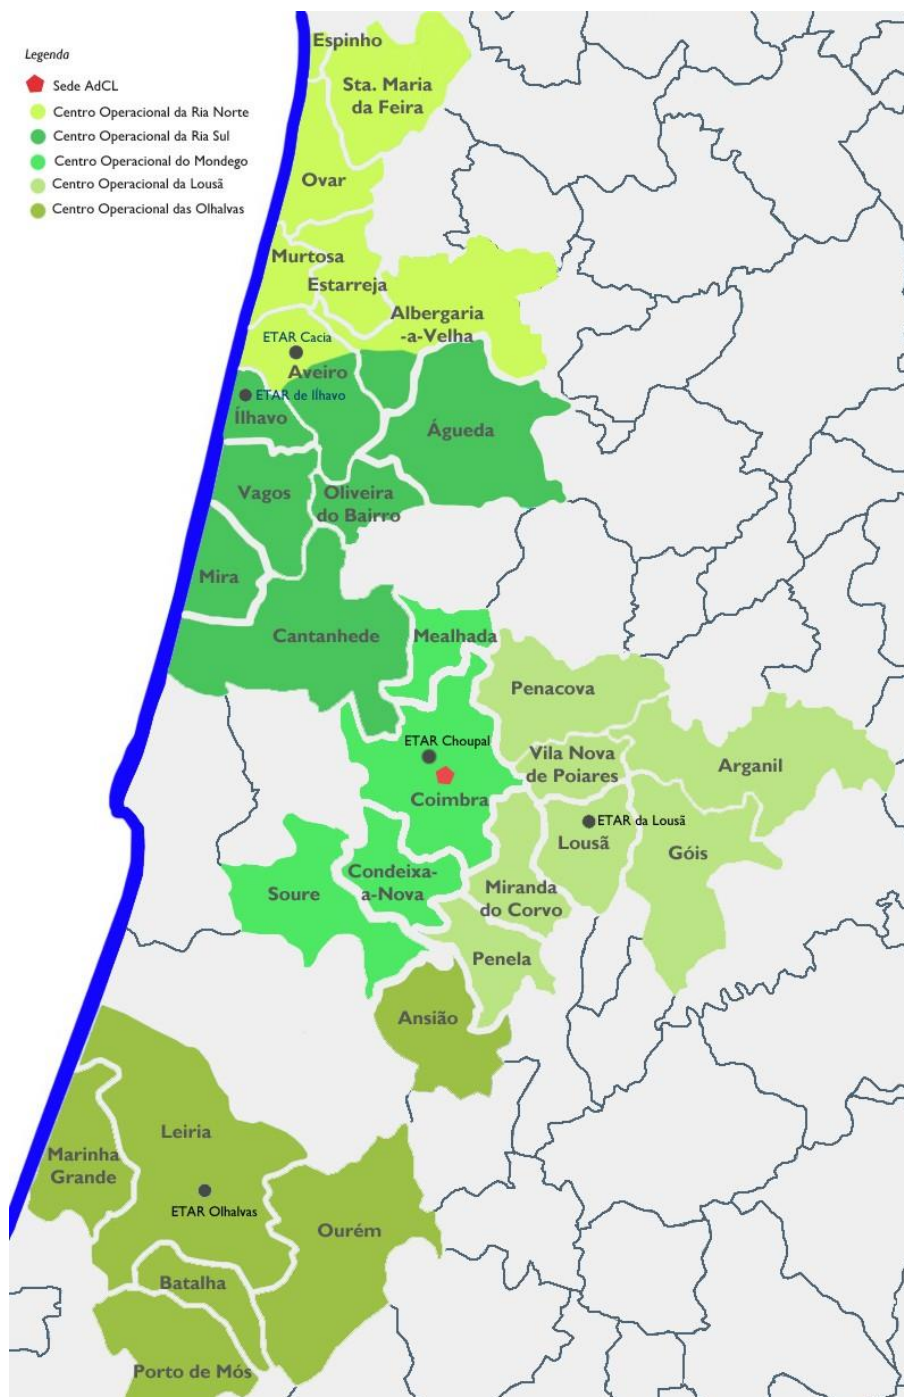 Legenda
Sede AdCL
Centro Operacional da Ria Norte
Centro Operacional da Ria Sul
Centro Operacional do Mondego
Centro Operacional da Lousã
Centro Operacional das Olhalvas
Espinho
Sta. Maria
da Feira
Ovar
Murtosa
Estarreja
Albergaria
-a-Velha
ETAR Cacia
Aveiro
ETAR de Ílhavo
Ílhavo
Águeda
Vagos
Oliveira
do Bairro
Mira
Cantanhede
Mealhada
Penacova
ETAR Choupal
Coimbra
Vila Nova
de Poiares
Arganil
ETAR da Lousã
Lousã
Góis
Condeixa-
a-Nova
Soure
Miranda
do Corvo
Penela
Ansião
Leiria
Marinha
Grande
ETAR Olhalvas
Ourém
Batalha
Porto de Mós